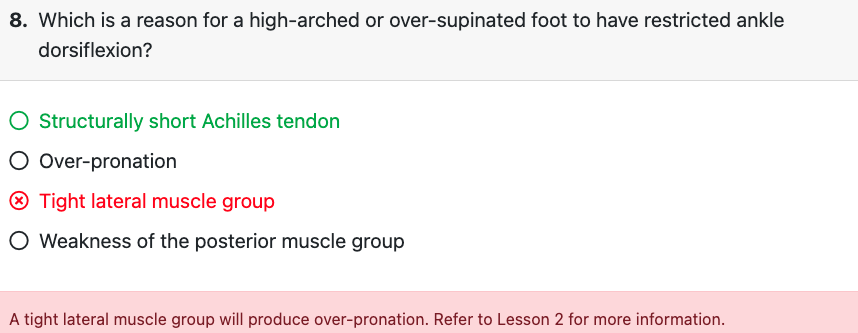 8. Which is a reason for a high-arched or over-supinated foot to have restricted ankle
dorsiflexion?
Structurally short Achilles tendon
Over-pronation
Tight lateral muscle group
Weakness of the posterior muscle group
A tight lateral muscle group will produce over-pronation. Refer to Lesson 2 for more information.